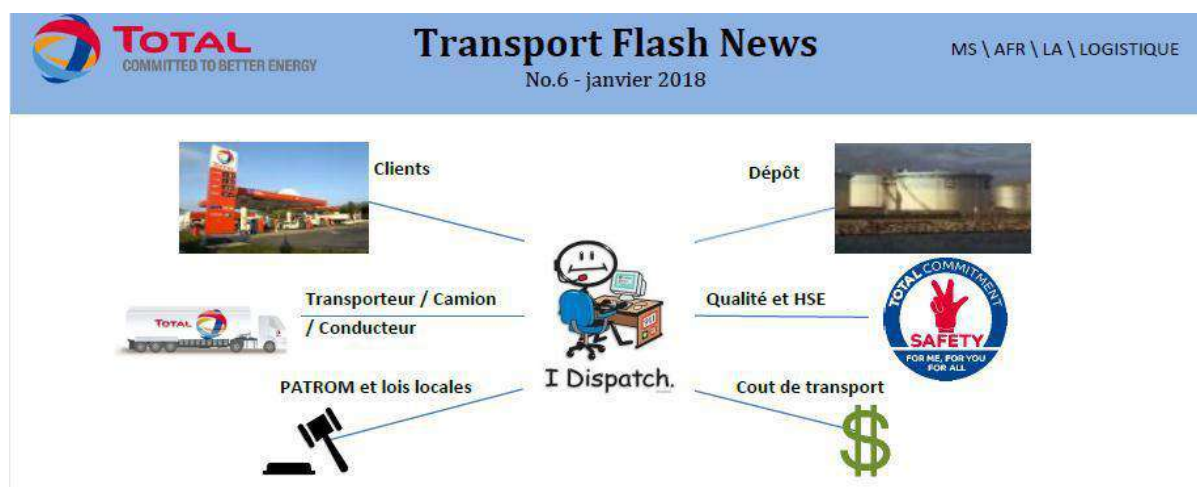 TOTAL
COMMITTED TO BETTER ENERGY
Transport Flash News
No.6 - janvier 2018
MS \ AFR \ LA \ LOGISTIQUE
Clients
Dépôt
Transporteur / Camion
/ Conducteur
TOTAL
Qualité et HSE
TOTAL COMMITMENT
SAFETY
FOR ME, FOR YOU
FOR ALL
I Dispatch.
PATROM et lois locales
Cout de transport
$